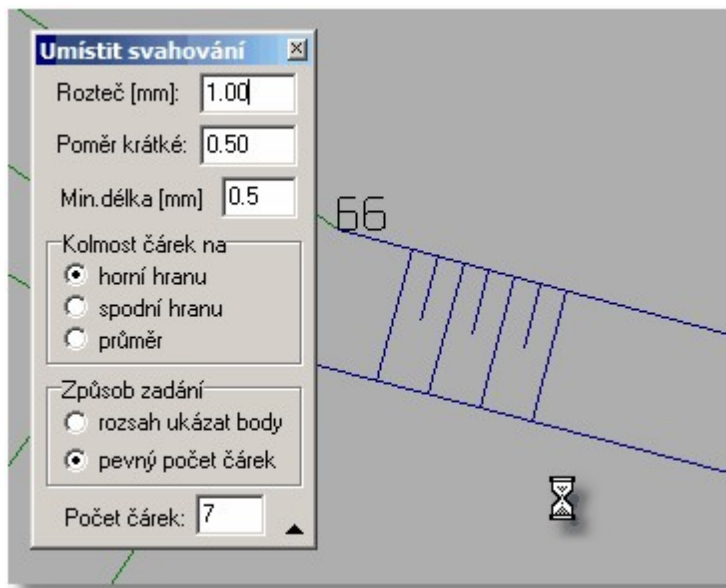 Umístit svahování
Rozteč [mm]: 1.00
Poměr krátké: 0.50
Min.délka [mm] 0.5
Kolmost čárek na
horní hranu
spodní hranu
průměr
Způsob zadání
rozsah ukázat body
pevný počet čárek
Počet čárek: 7
66